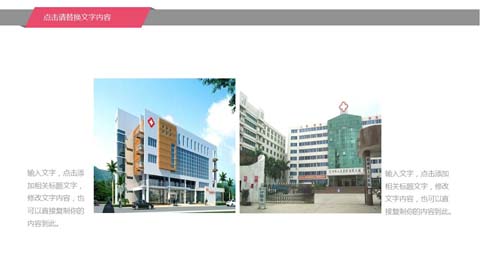 点击请替换文字内容
输入文字，点击添
加相关标题文字，
修改文字内容，也
可以直接复制你的
内容到此。
输入文字，点击添加
相关标题文字，修改
文字内容，也可以直
接复制你的内容到此。